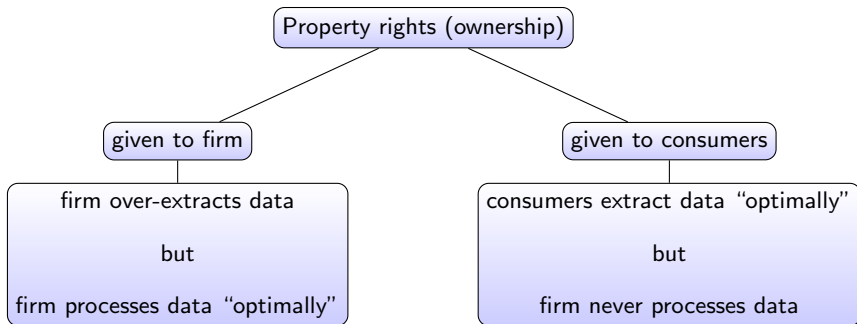 Property rights (ownership)
given to firm
given to consumers
firm over-extracts data
but
firm processes data “optimally”
consumers extract data “optimally”
but
firm never processes data